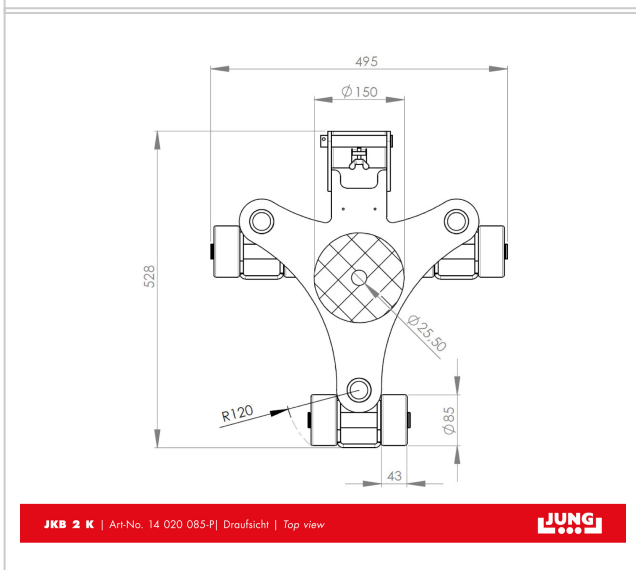 495
Ø150
528
Ø25,50
R120
Ø85
43
JKB 2 K | Art-No. 14 020 085-P| Draufsicht | Top view
JUNG